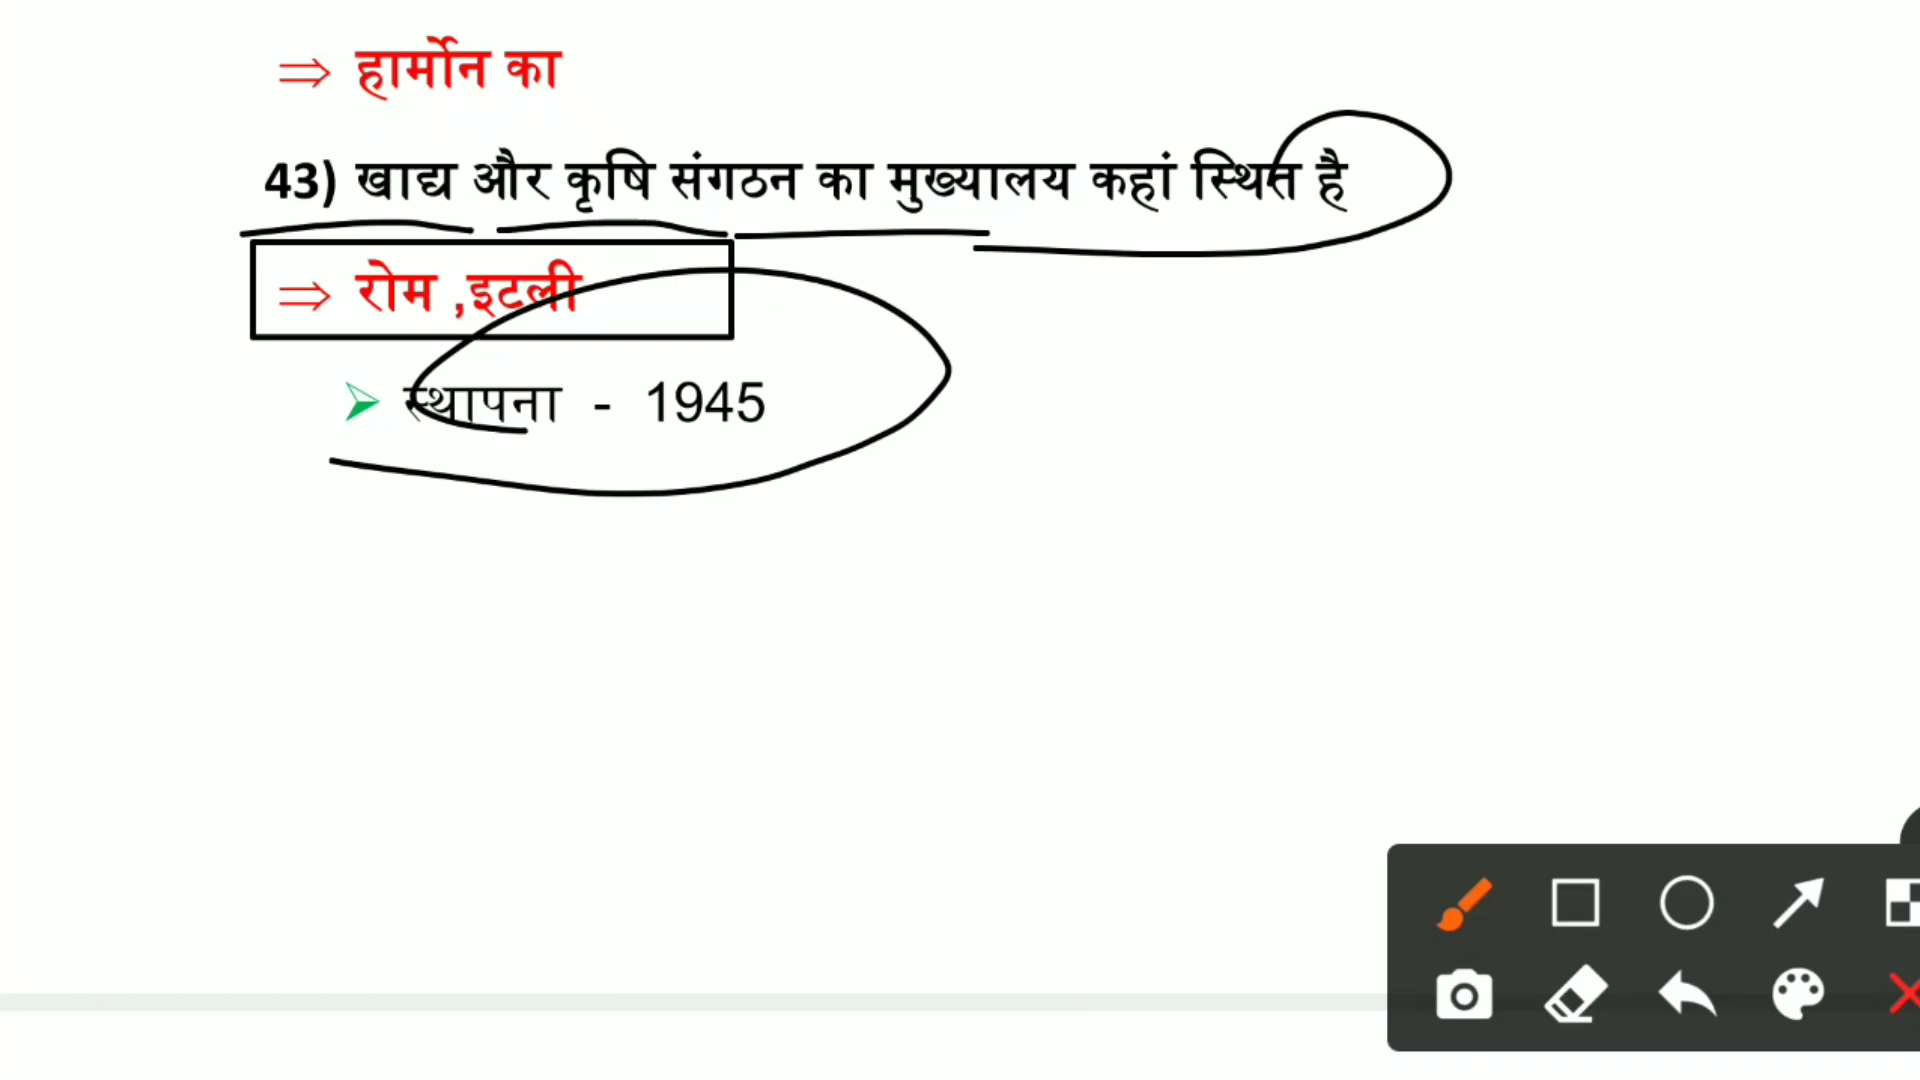 ⇒ हार्मोन का
43) खाद्य और कृषि संगठन का मुख्यालय कहां स्थित है
⇒ रोम ,इटली
➢ स्थापना - 1945